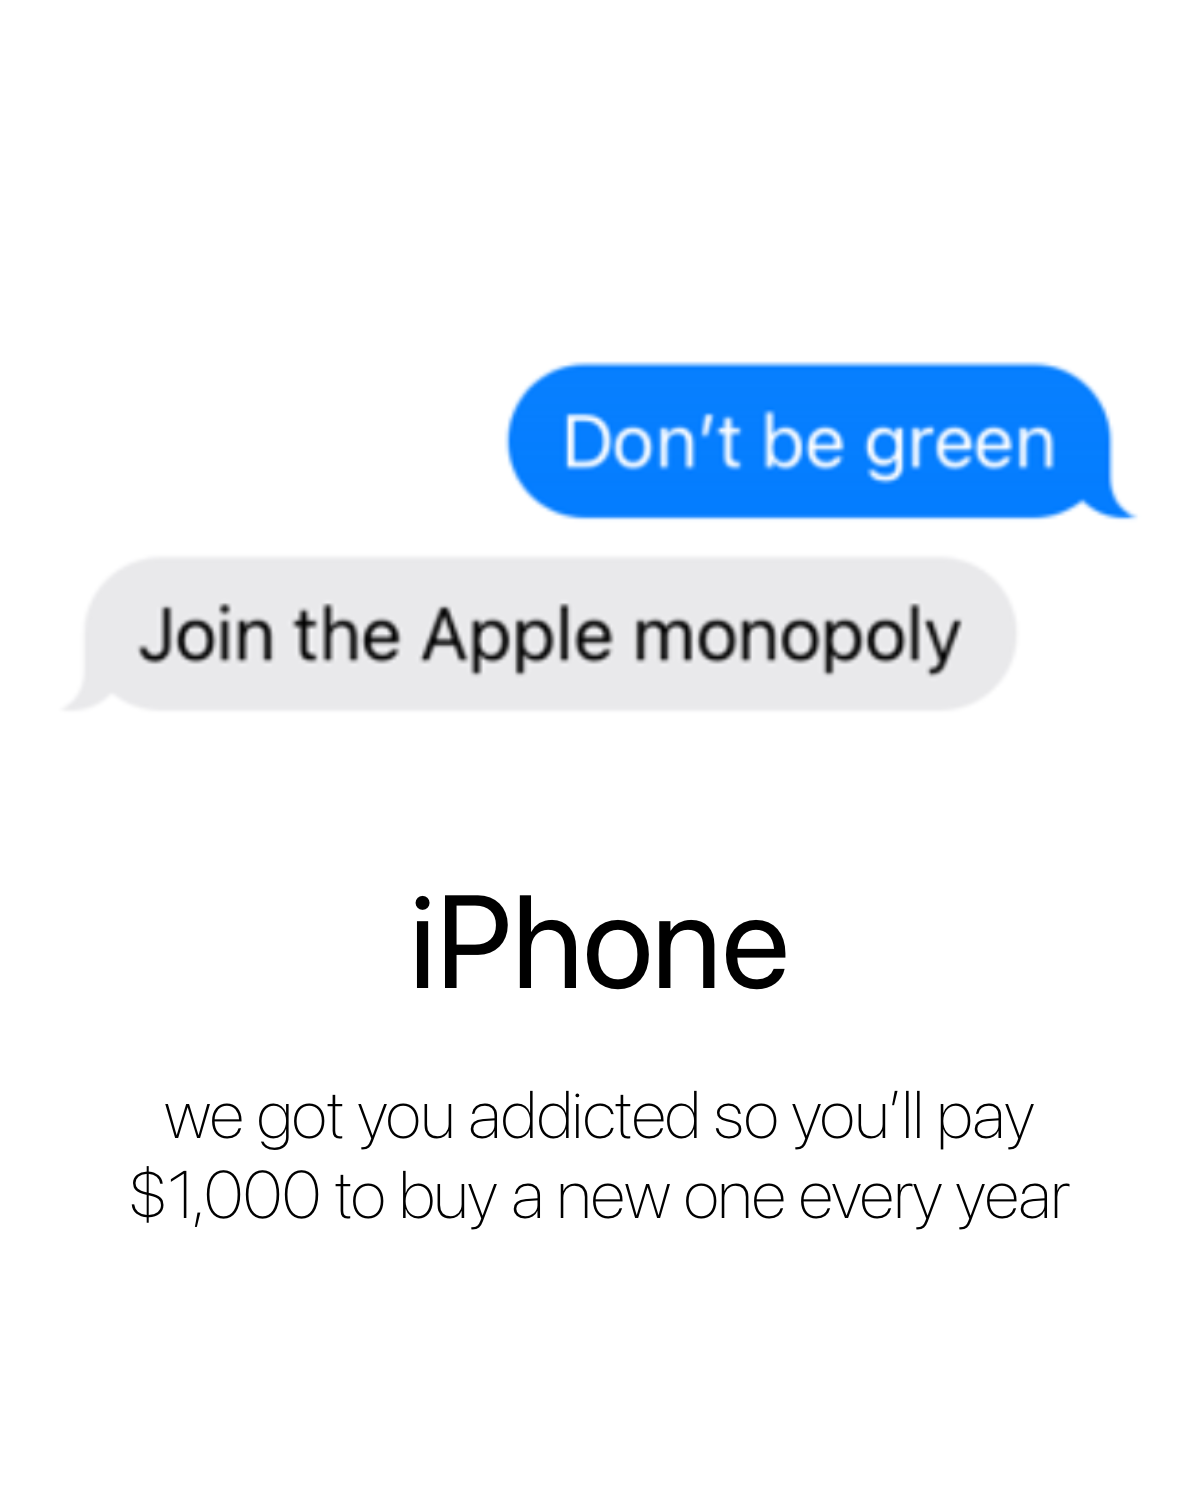 Don’t be green
Join the Apple monopoly
iPhone
we got you addicted so you’ll pay
$1,000 to buy a new one every year